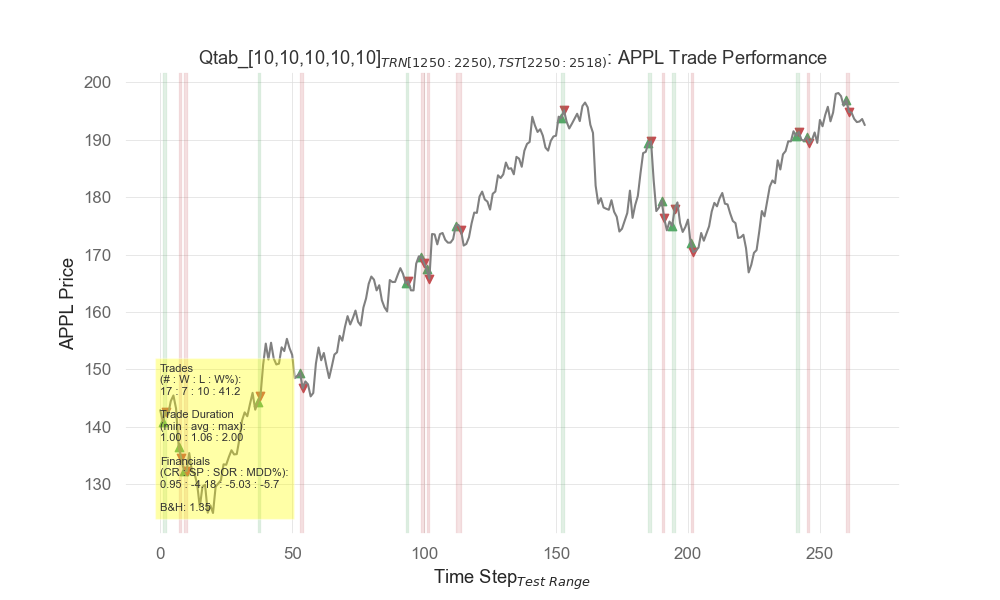 Qtab_[10,10,10,10,10]TRN[1250:2250),TST[2250:2518): APPL Trade Performance
200
190
180
170
160
150
140
130
APPL Price
Trades
(# : W : L : W%):
17 : 7 : 10 : 41.2
Trade Duration
(min : avg : max):
1.00 : 1.06 : 2.00
Financials
(CR : SP : SOR : MDD%):
0.95 : -4.18 : -5.03 : -5.7
B&H: 1.35
0 50 100 150 200 250
Time StepTest Range